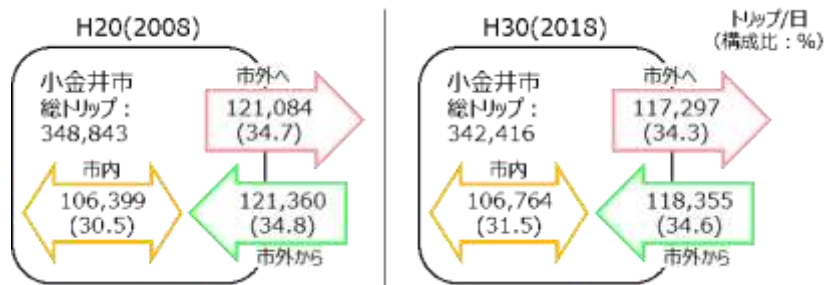 H20(2008)
小金井市
総トリップ：
348,843
市外へ
121,084
(34.7)
市内
106,399
(30.5)
121,360
(34.8)
市外から
H30(2018)
トリップ/日
(構成比：%)
小金井市
総トリップ：
342,416
市外へ
117,297
(34.3)
市内
106,764
(31.5)
118,355
(34.6)
市外から